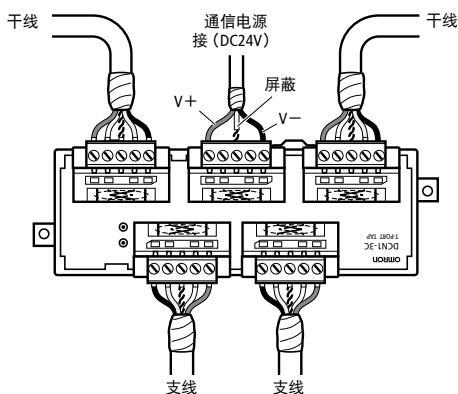 干线
通信电源
接（DC24V）
干线
屏蔽
V＋
V－
DCN1-3C
T-PORT TAP
OMRON
支线
支线